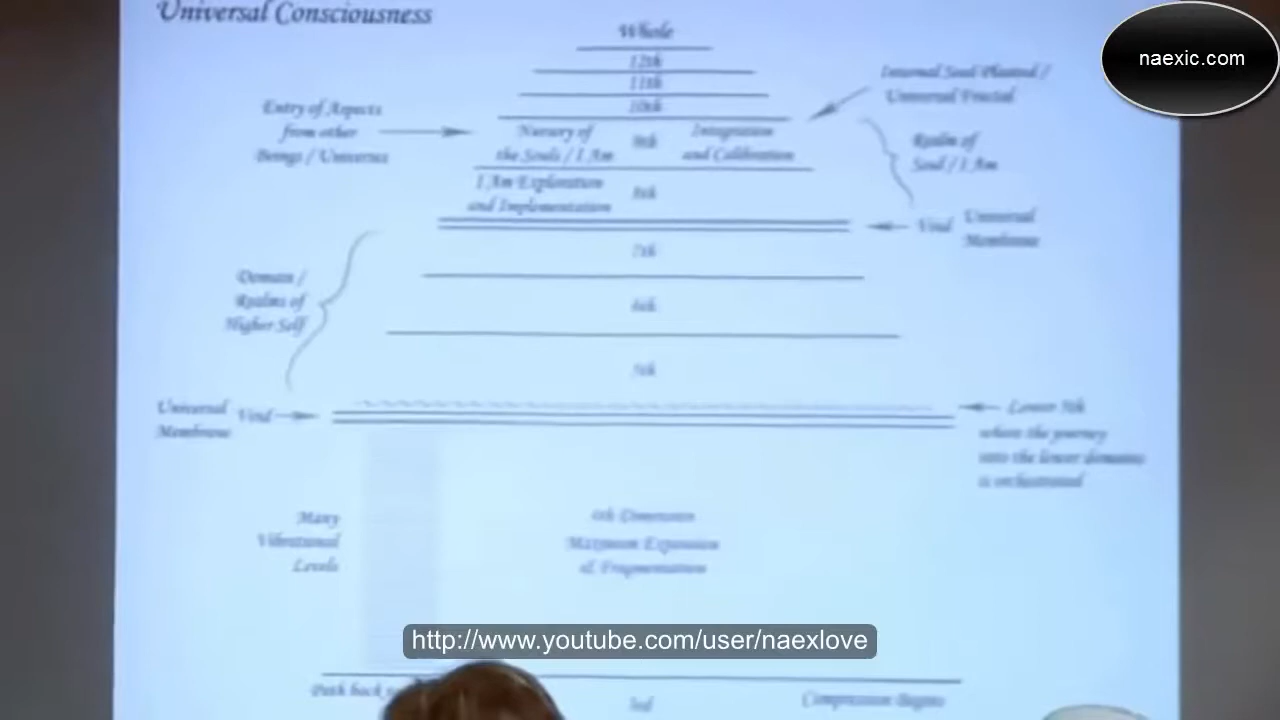 Universal Consciousness
naexic.com
Whole
12th
11th
10th
Internal Soul Planted /
Universal Fractal
Entry of Aspects
from other
Beings / Universes
Nursery of
the Souls / I Am
9th
Integration
and Calibration
Realm of
Soul / I Am
I Am Exploration
and Implementation
8th
Void
Universal
Membrane
7th
Domain /
Realms of
Higher Self
6th
5th
Universal
Membrane
Void
Lower 5th
where the journey
into the lower domains
is orchestrated
Many
Vibrational
Levels
4th Dimension
Maximum Expansion
& Fragmentation
http://www.youtube.com/user/naexlove
Path back
3rd
Compression Begins